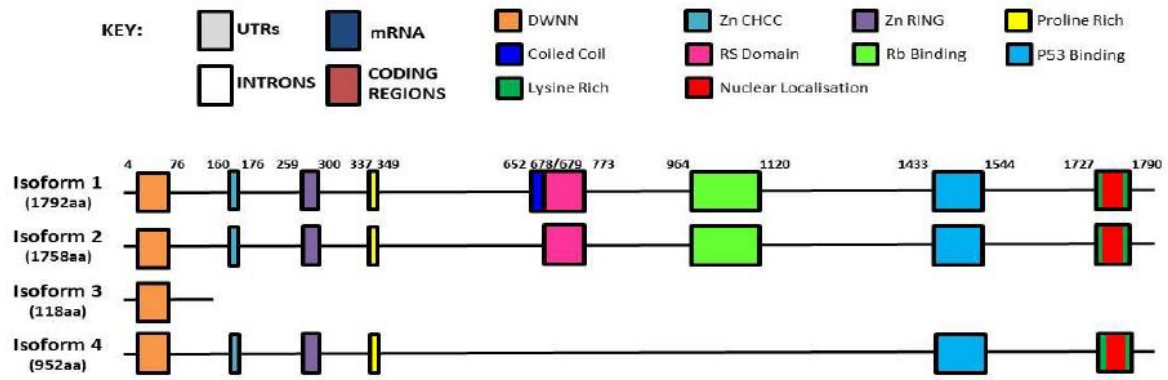 KEY:
UTRs
mRNA
INTRONS
CODING
REGIONS
DWNN
Zn CHCC
Zn RING
Proline Rich
Coiled Coil
RS Domain
Rb Binding
P53 Binding
Lysine Rich
Nuclear Localisation
4 76 160 176 259 300 337 349 652 678/679 773 964 1120 1433 1544 1727 1790
Isoform 1
(1792aa)
Isoform 2
(1758aa)
Isoform 3
(118aa)
Isoform 4
(952aa)